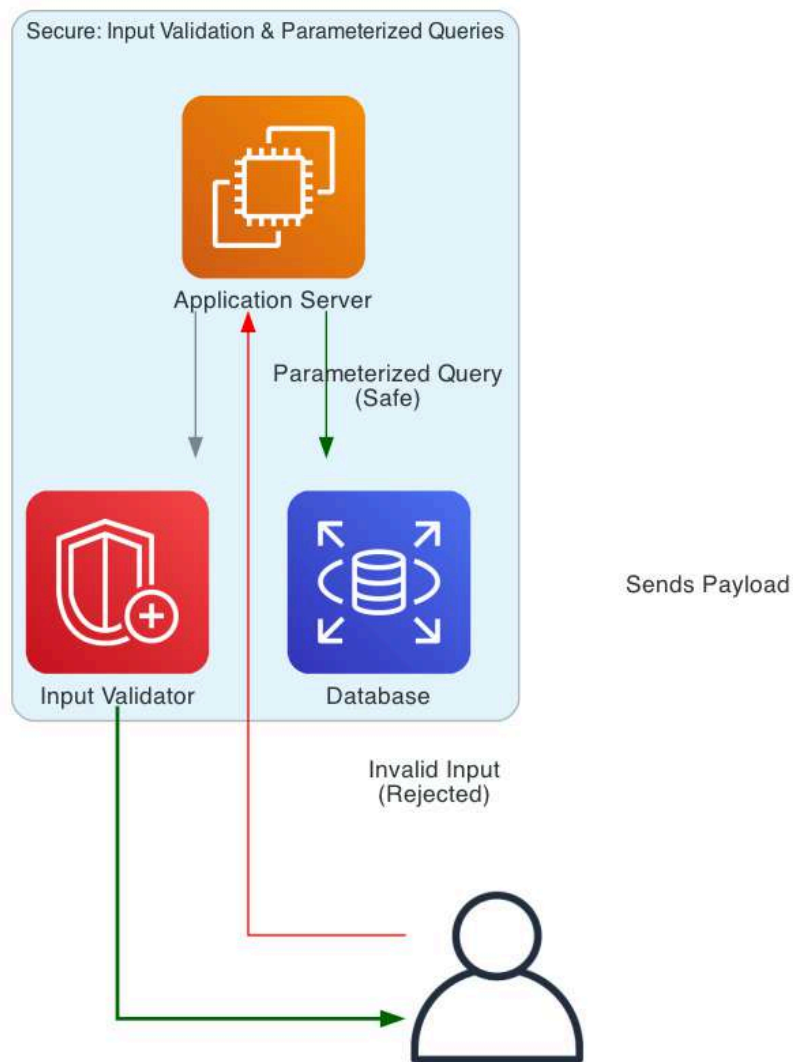 Secure: Input Validation & Parameterized Queries
Application Server
Parameterized Query
(Safe)
Sends Payload
Input Validator
Database
Invalid Input
(Rejected)